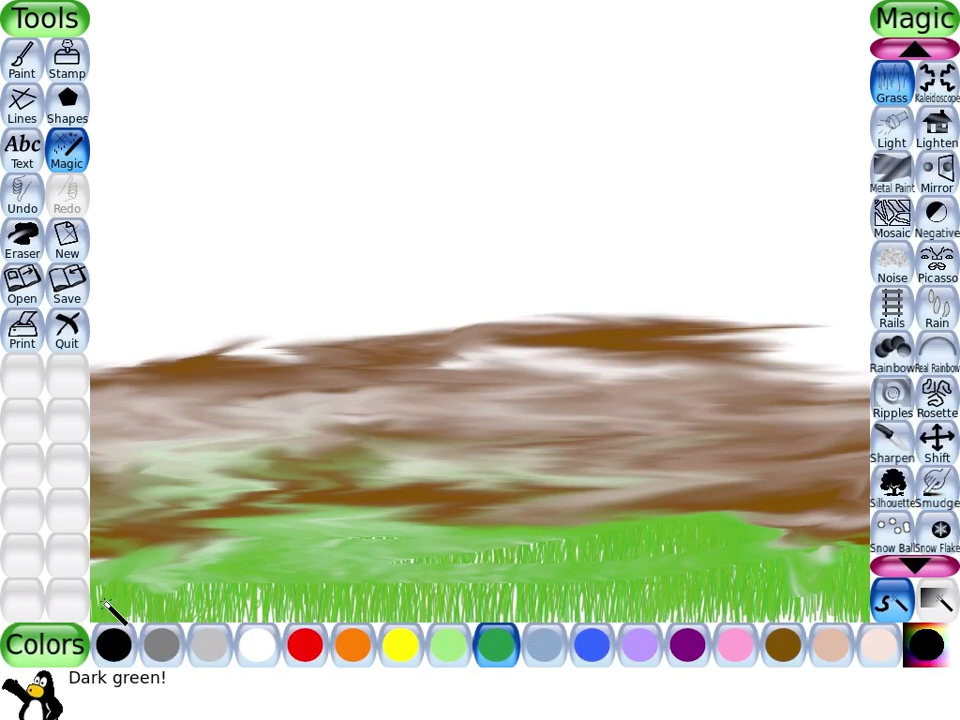 Tools
Magic
Paint
Stamp
Grass
Kaleidoscope
Lines
Shapes
Light
Lighten
Abc
Text
Magic
Metal Paint
Mirror
Undo
Redo
Mosaic
Negative
Eraser
New
Noise
Picasso
Open
Save
Rails
Rain
Print
Quit
Rainbow
Real Rainbow
Ripples
Rosette
Sharpen
Shift
Silhouette
Smudge
Snow Ball
Snow Flake
Colors
Dark green!